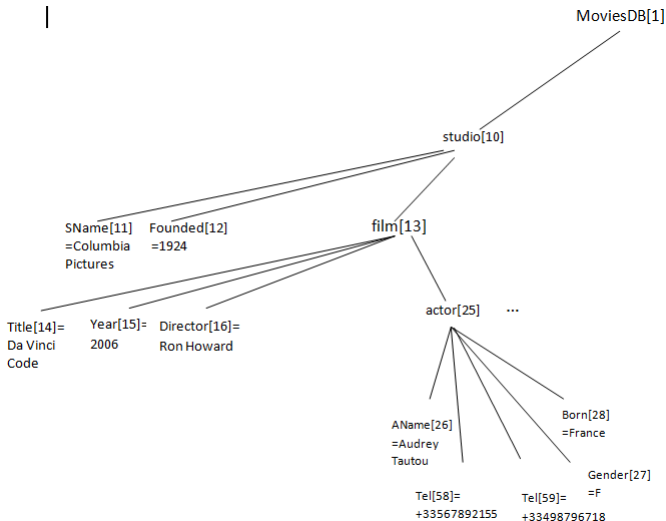 MoviesDB[1]
studio[10]
SName[11]
=Columbia
Pictures
Founded[12]
=1924
film[13]
Title[14]=
Da Vinci
Code
Year[15]=
2006
Director[16]=
Ron Howard
actor[25]
...
AName[26]
=Audrey
Tautou
Tel[58]=
+33567892155
Tel[59]=
+33498796718
Gender[27]
=F
Born[28]
=France